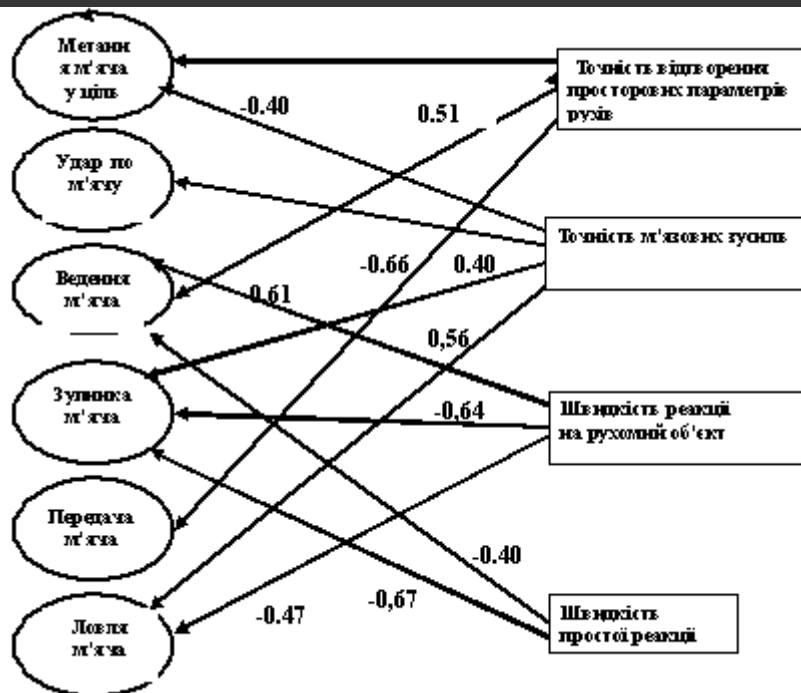 Метанн
я м'яча
у ціль
Точність відтворення
просторових параметрів
рухів
-0.40
0.51
Удар по
м'ячу
Точність м'язових зусиль
-0.66
0.40
Ведення
м'яча
0.61
0,56
Зупинка
м'яча
-0,64
Швидкість реакції
на рухомий об'єкт
Передача
м'яча
-0.40
-0,67
-0.47
Ловля
м'яча
Швидкість
простої реакції